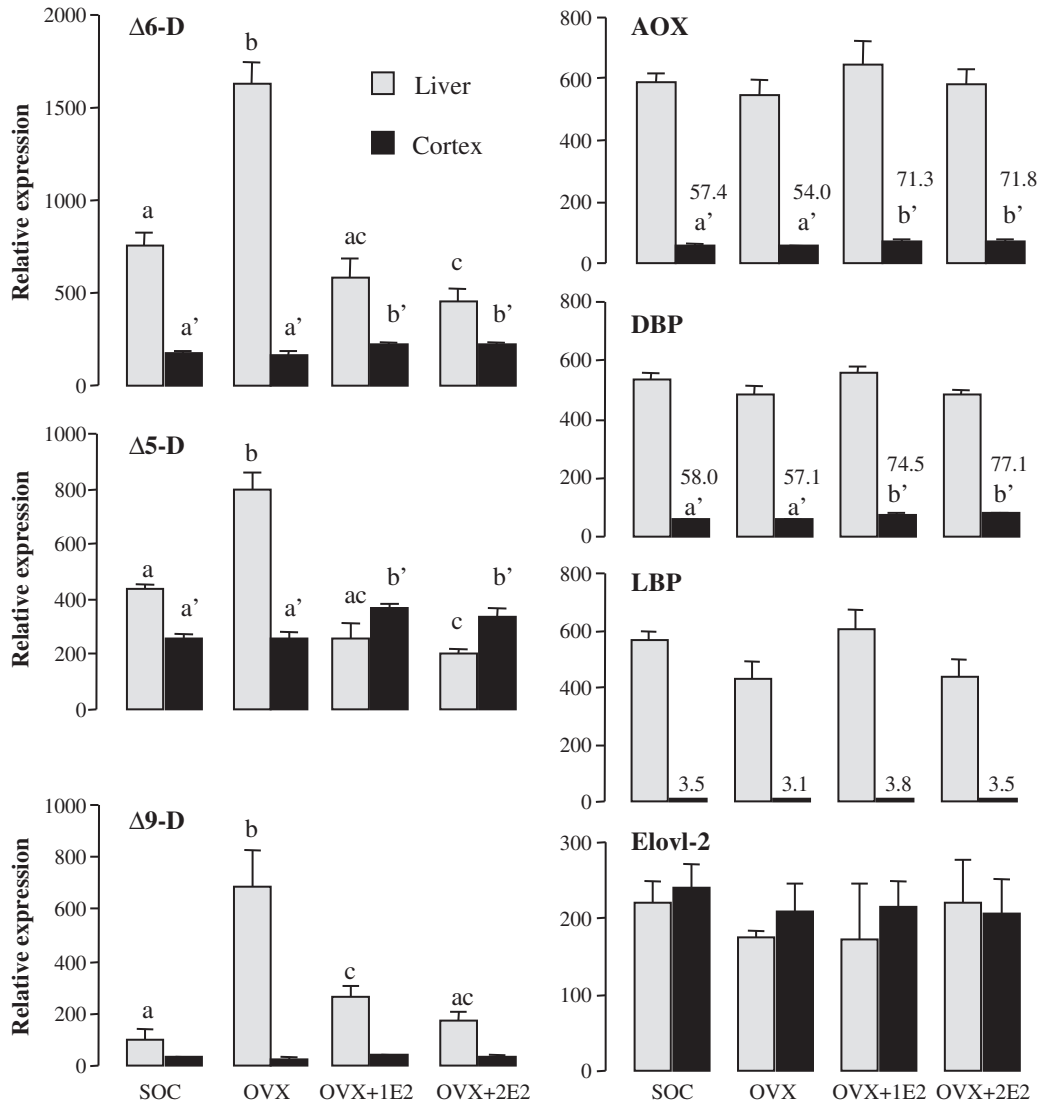 Δ6-D
Relative expression
2000
1500
1000
500
0
a
a’
b
a’
ac
b’
c
b’
Liver
Cortex
Δ5-D
Relative expression
1000
800
600
400
200
0
a
a’
b
a’
ac
b’
c
b’
Δ9-D
Relative expression
1000
800
600
400
200
0
a
b
c
ac
SOC OVX OVX+1E2 OVX+2E2
AOX
800
600
400
200
0
57.4 54.0 71.3 71.8
a’ a’ b’ b’
DBP
800
600
400
200
0
58.0 57.1 74.5 77.1
a’ a’ b’ b’
LBP
800
600
400
200
0
3.5 3.1 3.8 3.5
Elovl-2
300
200
100
0
SOC OVX OVX+1E2 OVX+2E2